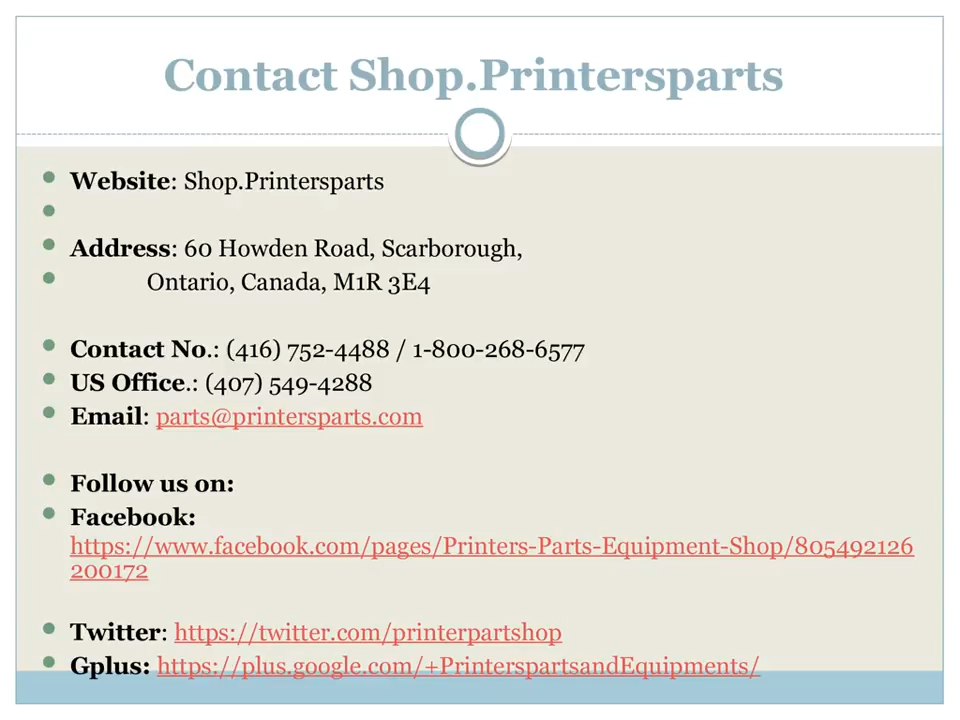 Contact Shop.Printersparts
Website: Shop.Printersparts
Address: 60 Howden Road, Scarborough,
Ontario, Canada, M1R 3E4
Contact No.: (416) 752-4488 / 1-800-268-6577
US Office.: (407) 549-4288
Email: parts@printersparts.com
Follow us on:
Facebook:
https://www.facebook.com/pages/Printers-Parts-Equipment-Shop/805492126
200172
Twitter: https://twitter.com/printerpartshop
Gplus: https://plus.google.com/+PrinterspartsandEquipments/